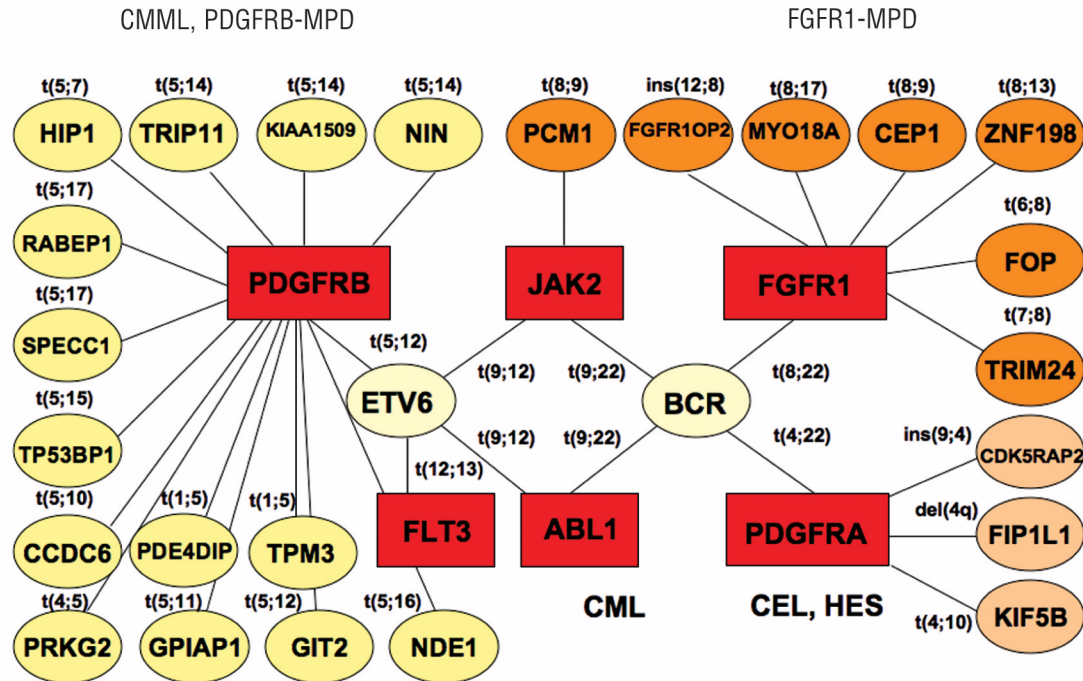 CMML, PDGFRB-MPD
FGFR1-MPD
t(5;7)
t(5;14)
t(5;14)
t(5;14)
t(8;9)
ins(12;8)
t(8;17)
t(8;9)
t(8;13)
HIP1
TRIP11
KIAA1509
NIN
PCM1
FGFR1OP2
MYO18A
CEP1
ZNF198
t(5;17)
t(6;8)
RABEP1
PDGFRB
JAK2
FGFR1
FOP
t(5;17)
t(7;8)
SPECC1
t(5;12)
t(9;12)
t(9;22)
t(8;22)
TRIM24
t(5;15)
ETV6
BCR
TP53BP1
t(9;12)
t(9;22)
t(4;22)
ins(9;4)
CDK5RAP2
t(12;13)
t(5;10)
t(1;5)
t(1;5)
del(4q)
CCDC6
PDE4DIP
TPM3
FLT3
ABL1
PDGFRA
FIP1L1
t(4;5)
t(5;11)
t(5;12)
t(5;16)
CML
CEL, HES
t(4;10)
KIF5B
PRKG2
GPIAP1
GIT2
NDE1